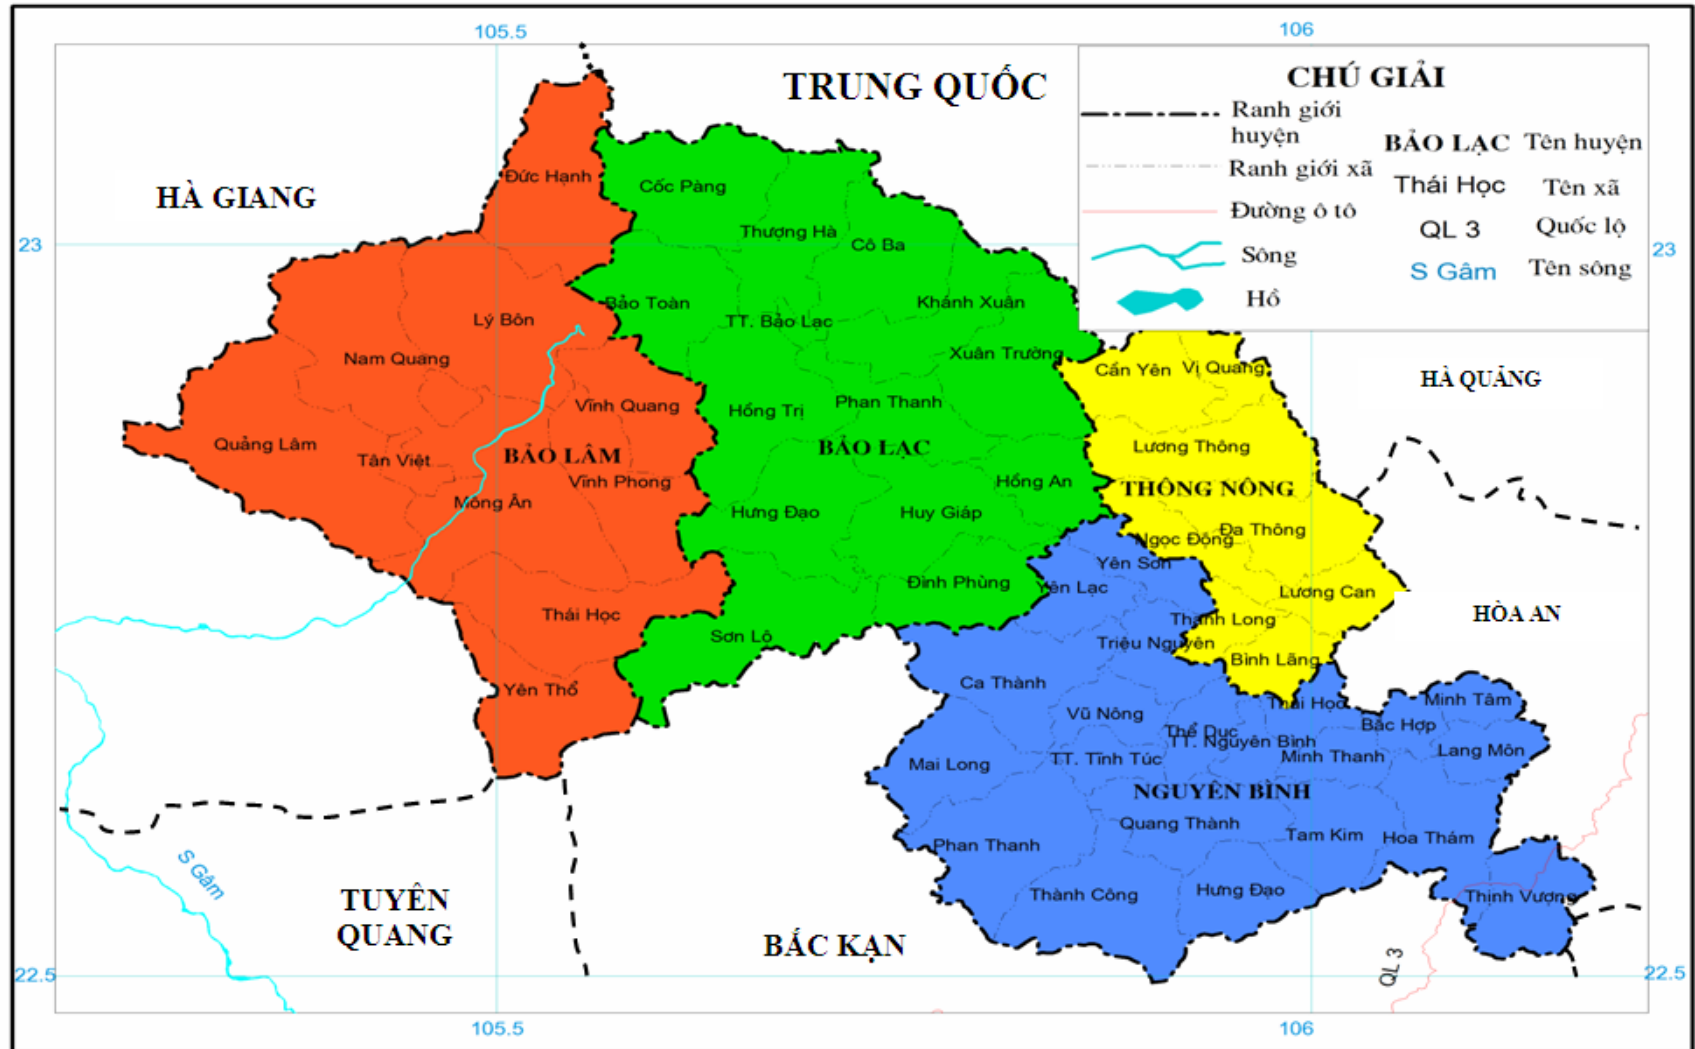 105.5
106
TRUNG QUỐC
CHÚ GIẢI
Ranh giới
huyện
BẢO LẠC
Tên huyện
Ranh giới xã
Thái Học
Tên xã
Đường ô tô
QL 3
Quốc lộ
Sông
S Gâm
Tên sông
Hồ
HÀ GIANG
Đức Hạnh
Cốc Pàng
Thượng Hà
Cô Ba
23
23
Bảo Toàn
Khánh Xuân
Lý Bôn
TT. Bảo Lạc
Nam Quang
Xuân Trường
Cần Yên
Vị Quang
HÀ QUẢNG
Vĩnh Quang
Hồng Trị
Phan Thanh
Quảng Lâm
Tân Việt
BẢO LÂM
BẢO LẠC
Lương Thông
Vĩnh Phong
Hồng An
THÔNG NÔNG
Mông Ân
Hưng Đạo
Huy Giáp
Đa Thông
Ngọc Động
Yên Sơn
Đình Phùng
Yên Lạc
Lương Can
Thái Học
Thanh Long
HÒA AN
Sơn Lộ
Triệu Nguyên
Bình Lãng
Yên Thổ
Ca Thành
Vũ Nông
Thái Học
Minh Tâm
Bắc Hợp
Thể Dục
TT. Nguyên Bình
Lang Môn
Mai Long
TT. Tĩnh Túc
Minh Thanh
NGUYÊN BÌNH
Quang Thành
Tam Kim
Hoa Thám
Phan Thanh
S Gâm
Thành Công
Hưng Đạo
Thịnh Vượng
TUYÊN
QUANG
BẮC KẠN
QL 3
22.5
22.5
105.5
106